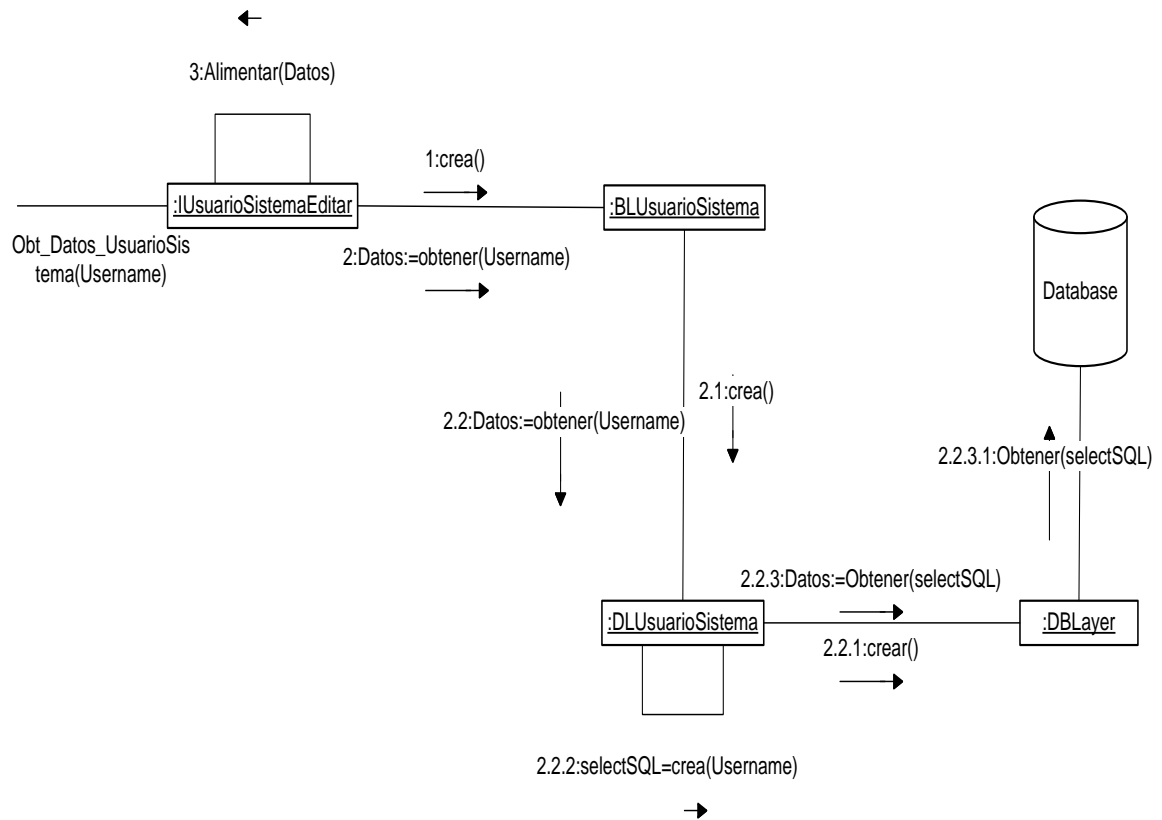 3:Alimentar(Datos)
1:crea()
:IUsuarioSistemaEditar
:BLUsuarioSistema
Obt_Datos_UsuarioSis
tema(Username)
2:Datos:=obtener(Username)
Database
2.1:crea()
2.2:Datos:=obtener(Username)
2.2.3.1:Obtener(selectSQL)
2.2.3:Datos:=Obtener(selectSQL)
:DLUsuarioSistema
:DBLayer
2.2.1:crear()
2.2.2:selectSQL=crea(Username)